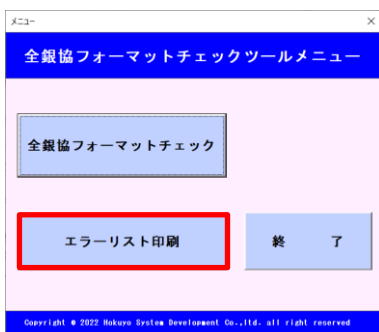 メニュー
全銀協フォーマットチェックツールメニュー
全銀協フォーマットチェック
エラーリスト印刷
終 了
Copyright © 2022 Hokuyo System Development Co.,ltd. all right reserved